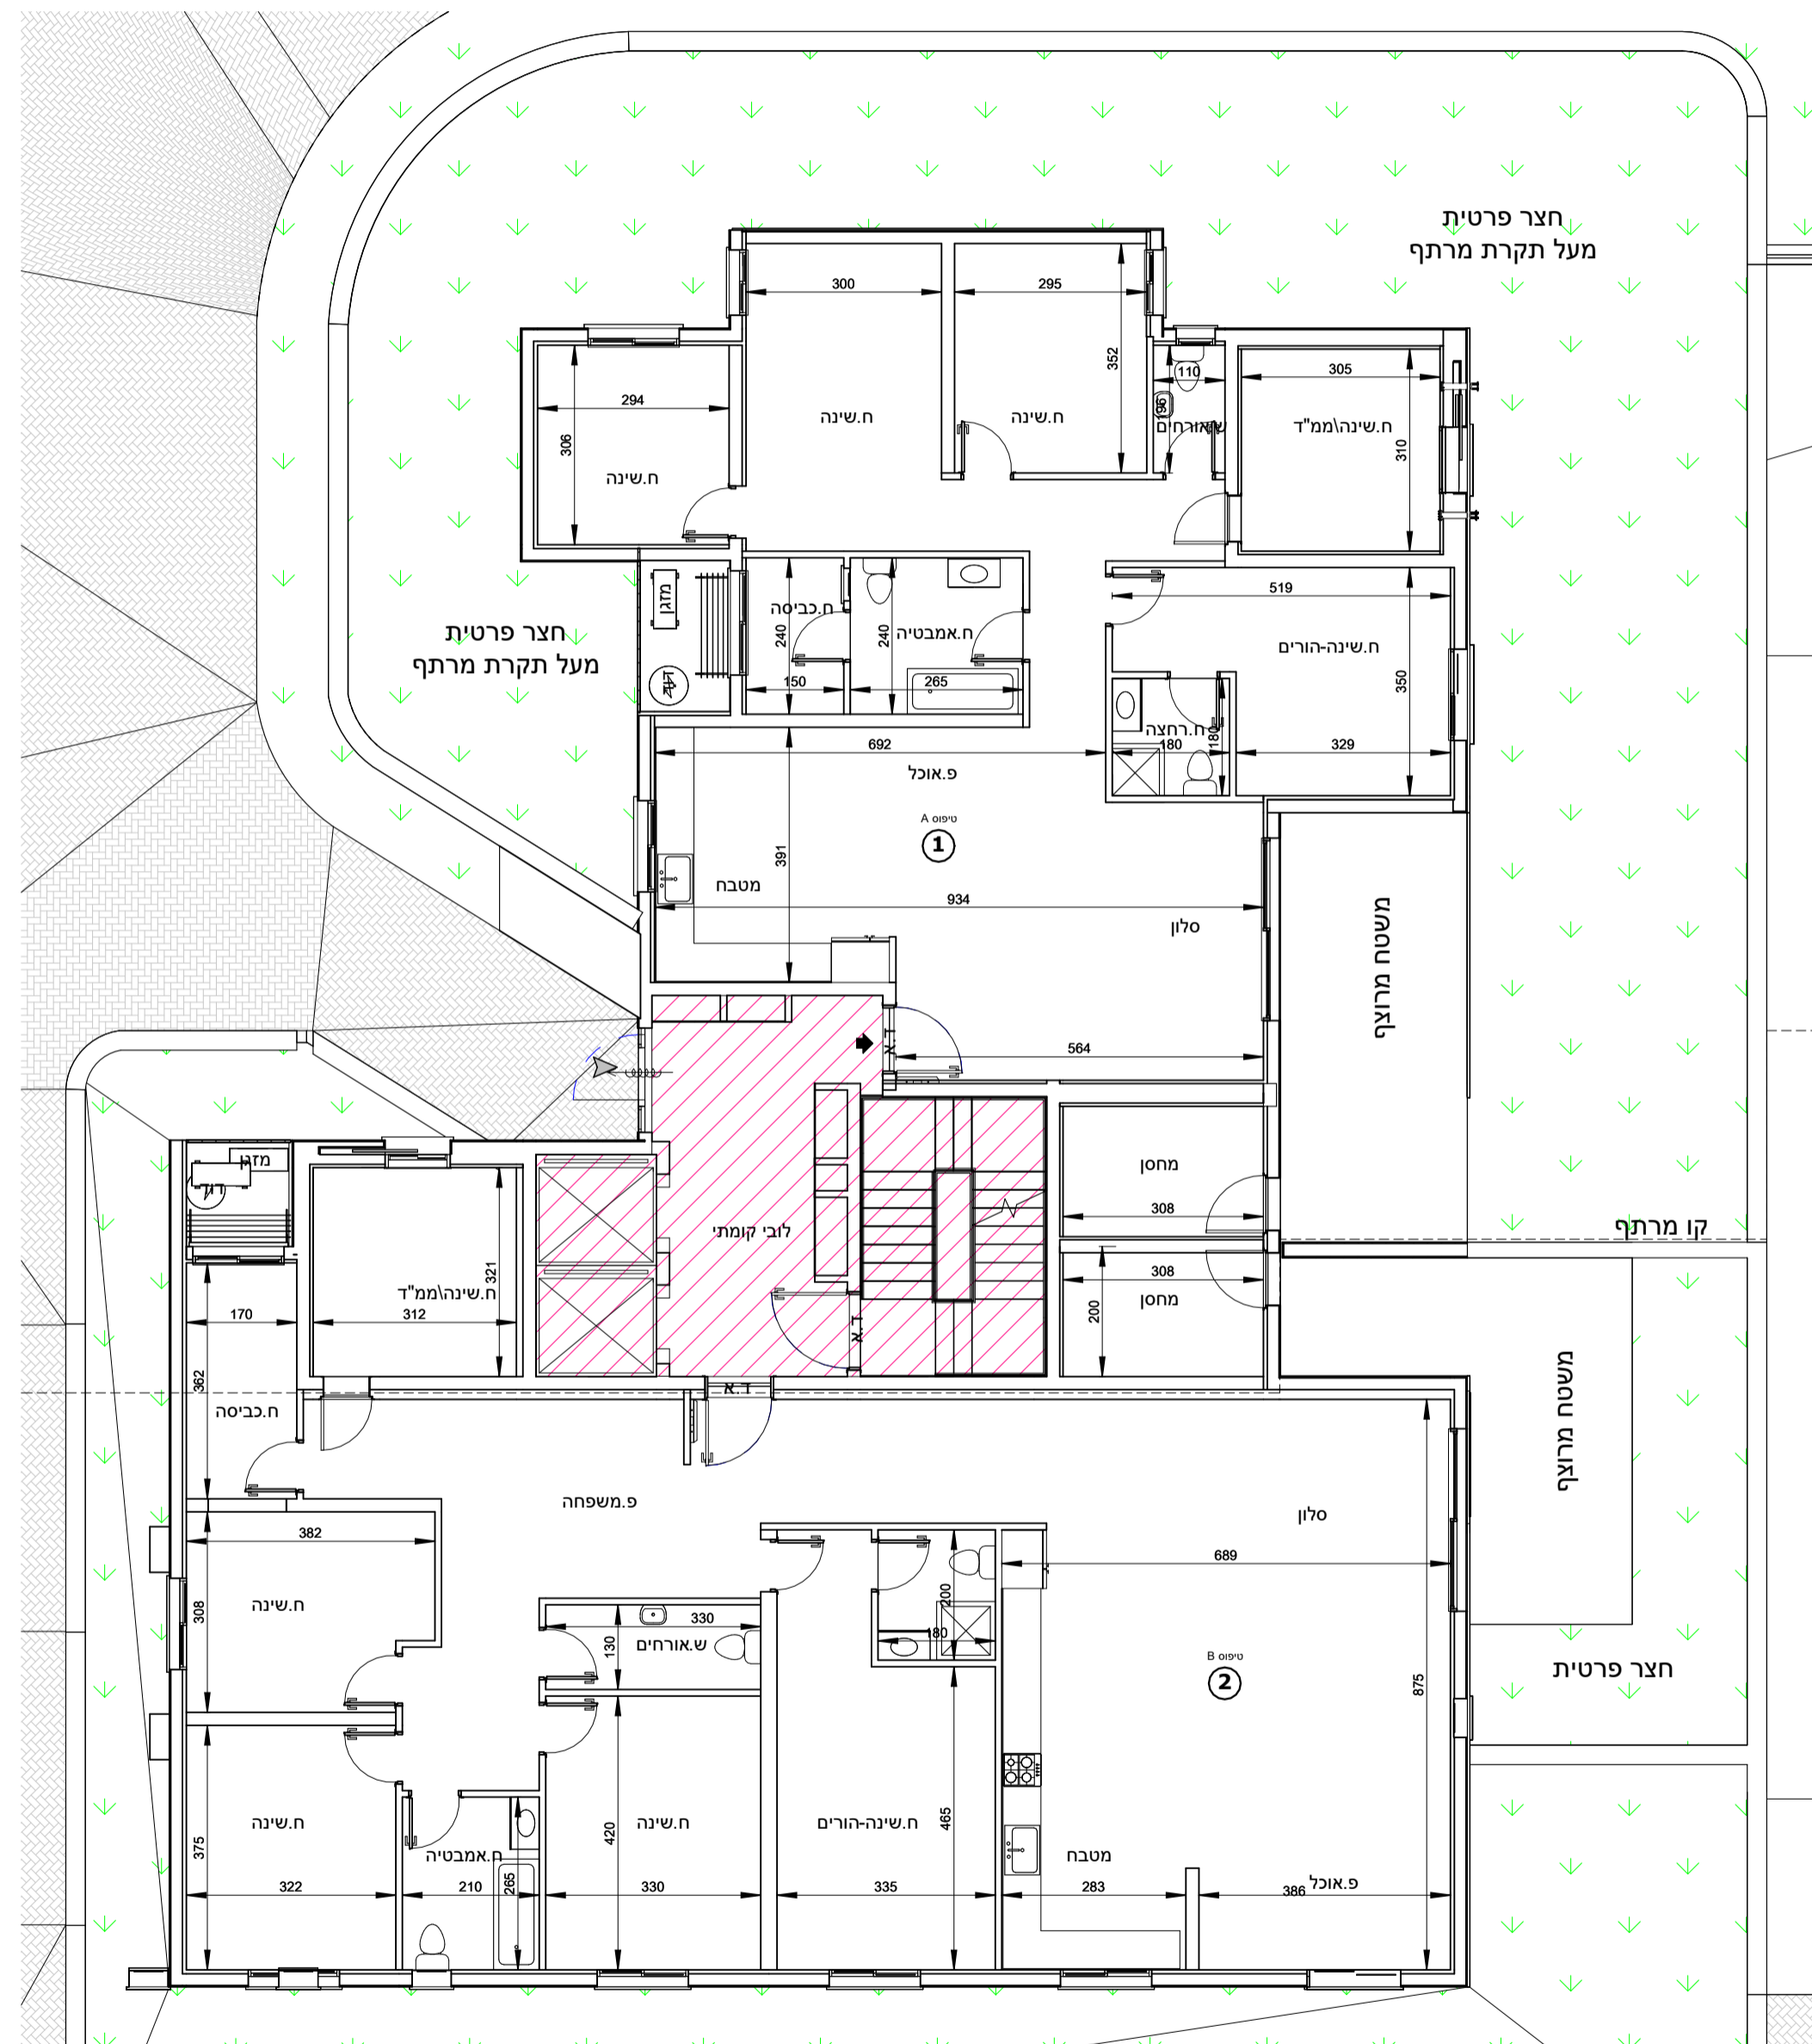 חצר פרטית
מעל תקרת מרתף
300
295
352
ח.שינה
ח.שינה
294
306
ח.שינה
110
196
ש.אורחים
305
310
ח.שינה\ממ"ד
חצר פרטית
מעל תקרת מרתף
מזגן
דוד
ח.כביסה
240
150
240
ח.אמבטיה
265
519
ח.שינה-הורים
350
ח.רחצה
180
180
329
692
פ.אוכל
טיפוס A
1
391
מטבח
934
סלון
משטח מרוצף
ד.א
564
מחסן
308
308
מחסן
200
לובי קומתי
ד.א
ד.א
קו מרתף
מזגן
דוד
321
ח.שינה\ממ"ד
312
170
362
ח.כביסה
משטח מרוצף
פ.משפחה
סלון
382
308
ח.שינה
689
200
180
330
130
ש.אורחים
טיפוס B
2
875
חצר פרטית
375
ח.שינה
322
ח.אמבטיה
210
265
420
ח.שינה
330
ח.שינה-הורים
465
335
מטבח
283
פ.אוכל
386